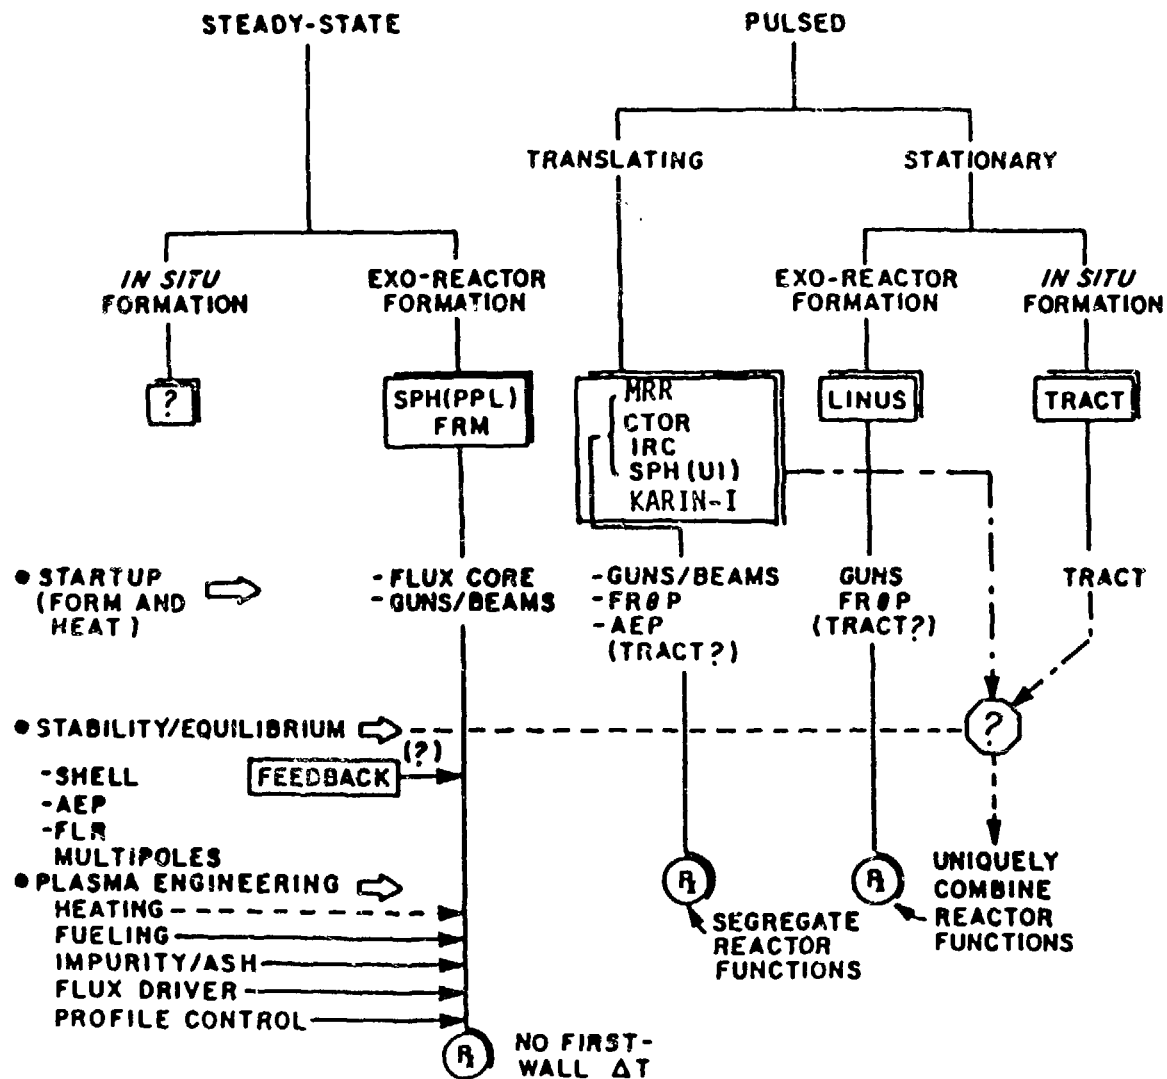 STEADY-STATE
PULSED
TRANSLATING
STATIONARY
IN SITU
FORMATION
EXO-REACTOR
FORMATION
EXO-REACTOR
FORMATION
IN SITU
FORMATION
?
SPH(PPL)
FRM
MRR
CTOR
IRC
SPH(UI)
KARIN-I
LINUS
TRACT
● STARTUP
(FORM AND
HEAT)
-FLUX CORE
-GUNS/BEAMS
-GUNS/BEAMS
-FRθP
-AEP
(TRACT?)
GUNS
FRθP
(TRACT?)
TRACT
● STABILITY/EQUILIBRIUM
?
(?)
FEEDBACK
-SHELL
-AEP
-FLR
MULTIPOLES
● PLASMA ENGINEERING
HEATING
FUELING
IMPURITY/ASH
FLUX DRIVER
PROFILE CONTROL
SEGREGATE
REACTOR
FUNCTIONS
UNIQUELY
COMBINE
REACTOR
FUNCTIONS
NO FIRST-
WALL ΔT